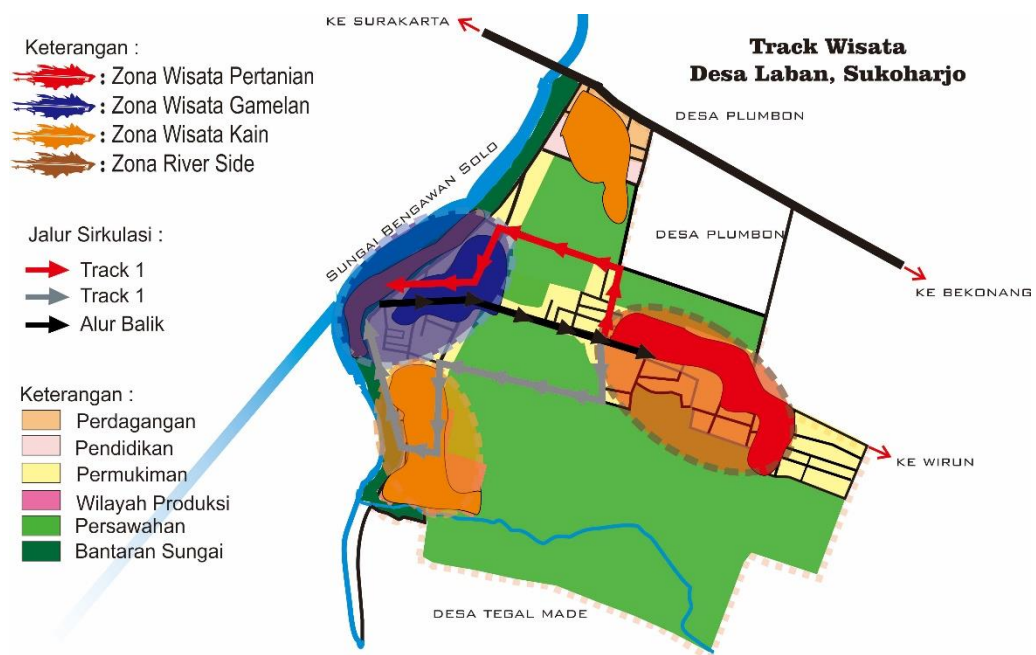 KE SURAKARTA
Track Wisata
Desa Laban, Sukoharjo
Keterangan :
: Zona Wisata Pertanian
: Zona Wisata Gamelan
: Zona Wisata Kain
: Zona River Side
DESA PLUMBON
SUNGAI BENGAWAN SOLO
DESA PLUMBON
Jalur Sirkulasi :
Track 1
Track 1
Alur Balik
KE BEKONANG
Keterangan :
Perdagangan
Pendidikan
Permukiman
Wilayah Produksi
Persawahan
Bantaran Sungai
KE WIRUN
DESA TEGAL MADE